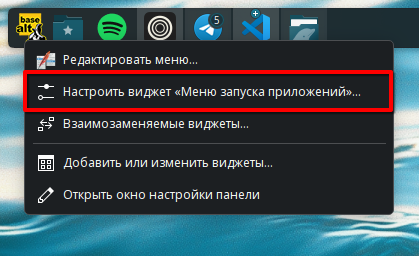 base
alt
5
Редактировать меню...
Настроить виджет «Меню запуска приложений»...
Взаимозаменяемые виджеты...
Добавить или изменить виджеты...
Открыть окно настройки панели